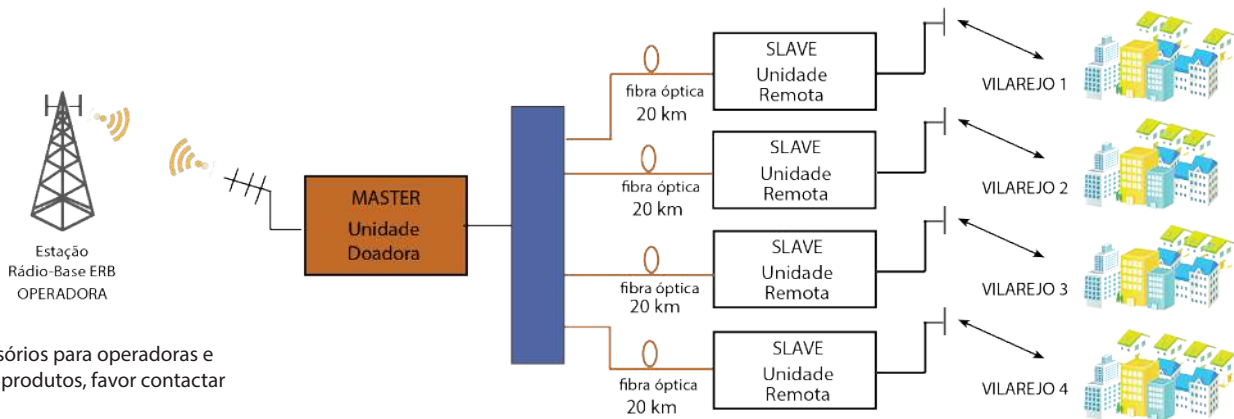 Estação
Rádio-Base ERB
OPERADORA
MASTER
Unidade
Doadora
fibra óptica
20 km
SLAVE
Unidade
Remota
VILAREJO 1
fibra óptica
20 km
SLAVE
Unidade
Remota
VILAREJO 2
fibra óptica
20 km
SLAVE
Unidade
Remota
VILAREJO 3
fibra óptica
20 km
SLAVE
Unidade
Remota
VILAREJO 4
sórios para operadoras e
produtos, favor contactar